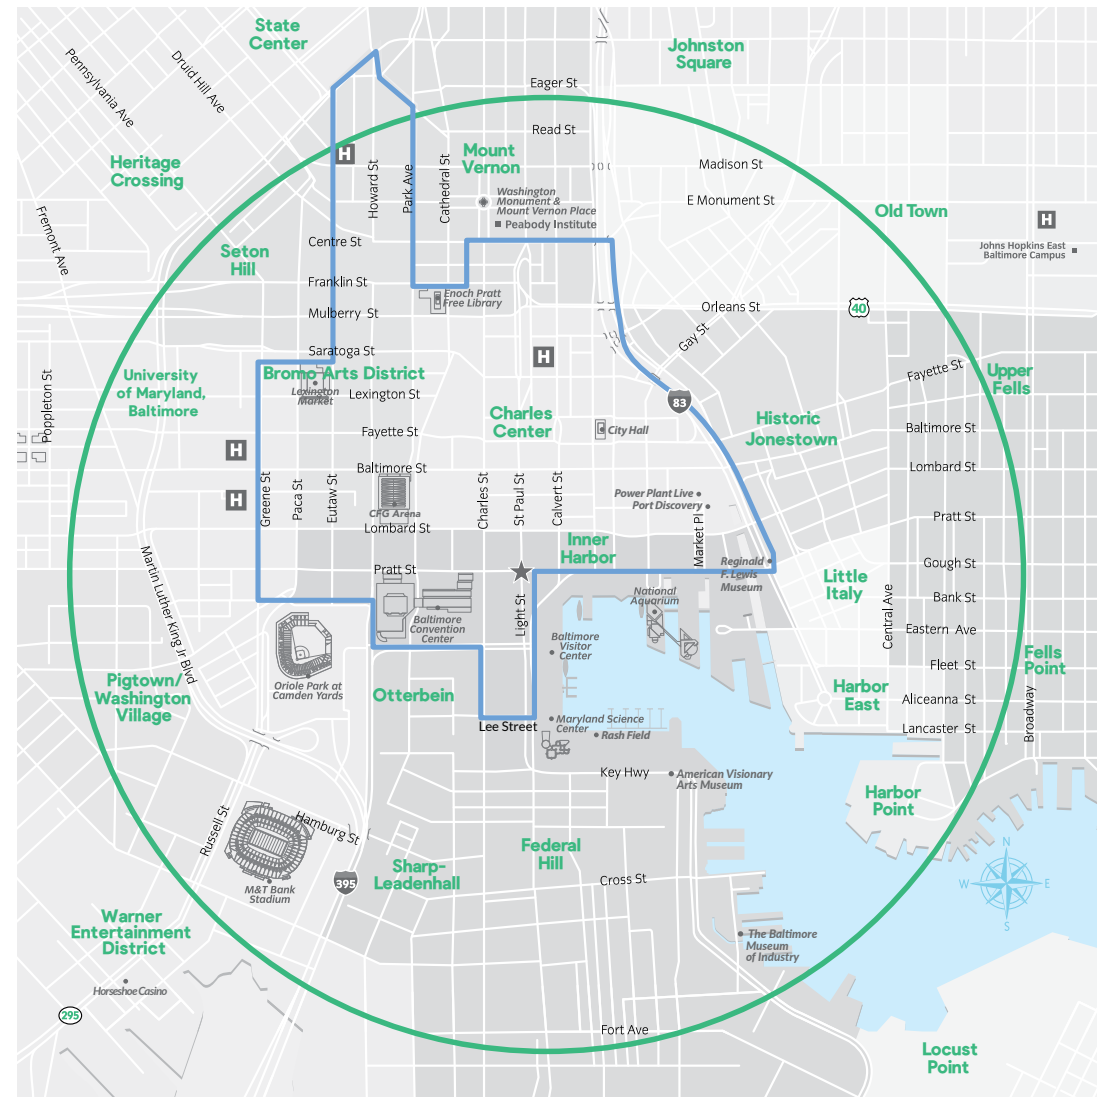 State
Center
Johnston
Square
Pennsylvania Ave
Druid Hill Ave
Eager St
Read St
Heritage
Crossing
H
Howard St
Park Ave
Cathedral St
Mount
Vernon
Madison St
Washington
Monument &
Mount Vernon Place
Peabody Institute
E Monument St
Old Town
H
Johns Hopkins East
Baltimore Campus
Fremont Ave
Seton
Hill
Centre St
Franklin St
Mulberry St
Enoch Pratt
Free Library
Orleans St
40
Gay St
Saratoga St
H
Bromo Arts District
Lexington
Market
Lexington St
University
of Maryland,
Baltimore
Poppleton St
Fayette St
Upper
Fells
83
Charles
Center
City Hall
Historic
Jonestown
Fayette St
Baltimore St
H
Baltimore St
Lombard St
H
Greene St
Paca St
Eutaw St
CFG Arena
Charles St
St Paul St
Calvert St
Power Plant Live
Port Discovery
Market Pl
Lombard St
Pratt St
Inner
Harbor
Pratt St
Reginald
F. Lewis
Museum
Gough St
Little
Italy
Central Ave
Bank St
Martin Luther King Jr Blvd
Baltimore
Convention
Center
Light St
National
Aquarium
Baltimore
Visitor
Center
Eastern Ave
Fleet St
Fells
Point
Oriole Park at
Camden Yards
Pigtown/
Washington
Village
Otterbein
Harbor
East
Aliceanna St
Broadway
Lee Street
Maryland Science
Center
Rash Field
Lancaster St
Key Hwy
American Visionary
Arts Museum
Harbor
Point
Russell St
Hamburg St
Federal
Hill
N
W
E
S
395
Sharp-
Leadenhall
Cross St
M&T Bank
Stadium
Warner
Entertainment
District
The Baltimore
Museum
of Industry
Horseshoe Casino
295
Fort Ave
Locust
Point